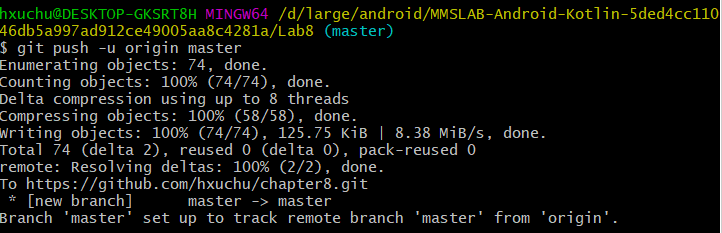 hxuchu@DESKTOP-GKSRT8H MINGW64 /d/large/android/MMSLAB-Android-Kotlin-5ded4cc110
46db5a997ad912ce49005aa8c4281a/Lab8 (master)
$ git push -u origin master
Enumerating objects: 74, done.
Counting objects: 100% (74/74), done.
Delta compression using up to 8 threads
Compressing objects: 100% (58/58), done.
Writing objects: 100% (74/74), 125.75 KiB | 8.38 MiB/s, done.
Total 74 (delta 2), reused 0 (delta 0), pack-reused 0
remote: Resolving deltas: 100% (2/2), done.
To https://github.com/hxuchu/chapter8.git
 * [new branch]      master -> master
Branch 'master' set up to track remote branch 'master' from 'origin'.